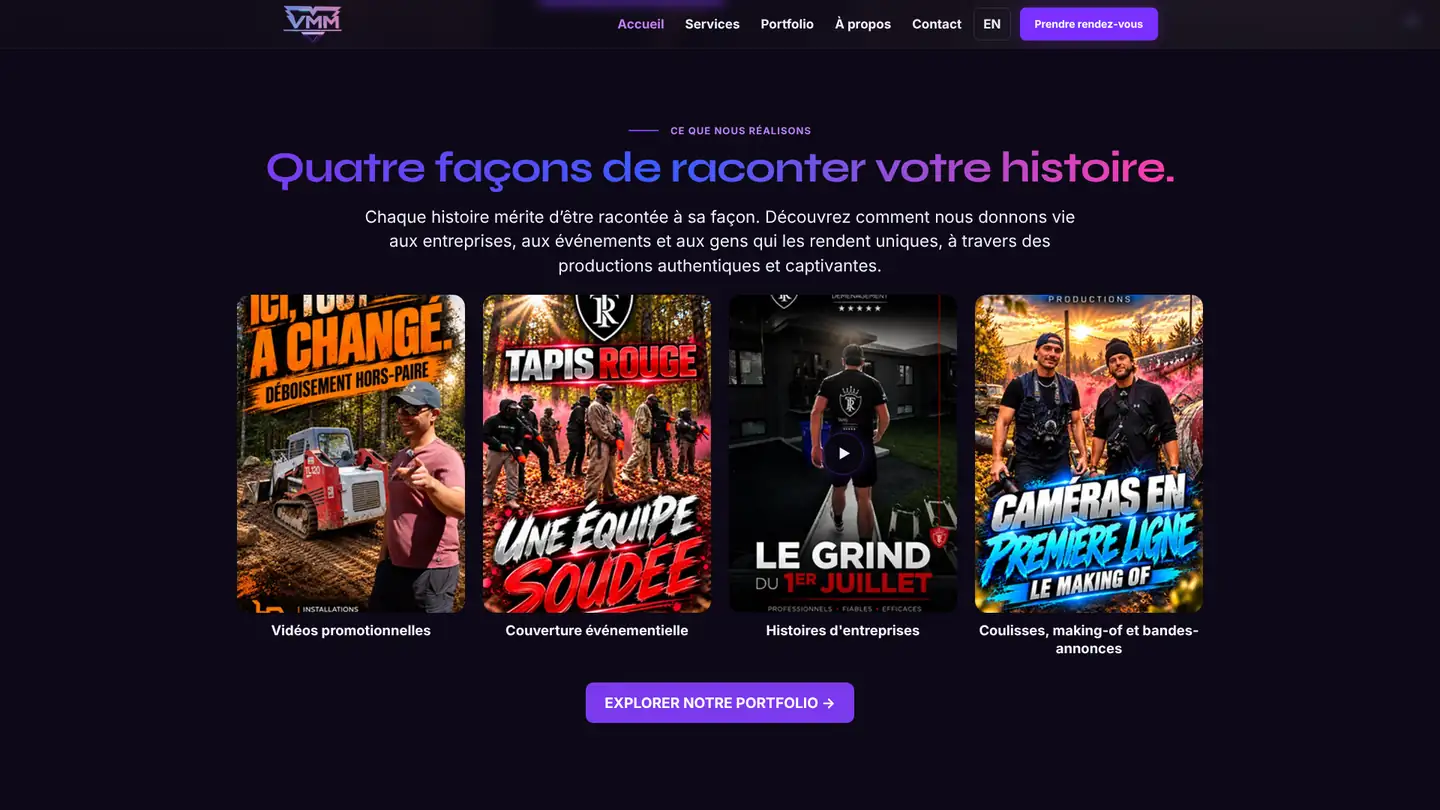 VMM
Accueil
Services
Portfolio
À propos
Contact
EN
Prendre rendez-vous
CE QUE NOUS RÉALISONS
Quatre façons de raconter votre histoire.
Chaque histoire mérite d’être racontée à sa façon. Découvrez comment nous donnons vie
aux entreprises, aux événements et aux gens qui les rendent uniques, à travers des
productions authentiques et captivantes.
ICI, TOUT
À CHANGÉ.
DÉBOISEMENT HORS-PAIRE
TL120
INSTALLATIONS
Vidéos promotionnelles
TAPIS ROUGE
UNE ÉQUIPE
SOUDÉE
Couverture événementielle
DÉMÉNAGEMENT
LE GRIND
DU 1ER JUILLET
PROFESSIONNELS • FIABLES • EFFICACES
Histoires d'entreprises
PRODUCTIONS
CAMÉRAS EN
PREMIÈRE LIGNE
LE MAKING OF
Coulisses, making-of et bandes-
annonces
EXPLORER NOTRE PORTFOLIO →